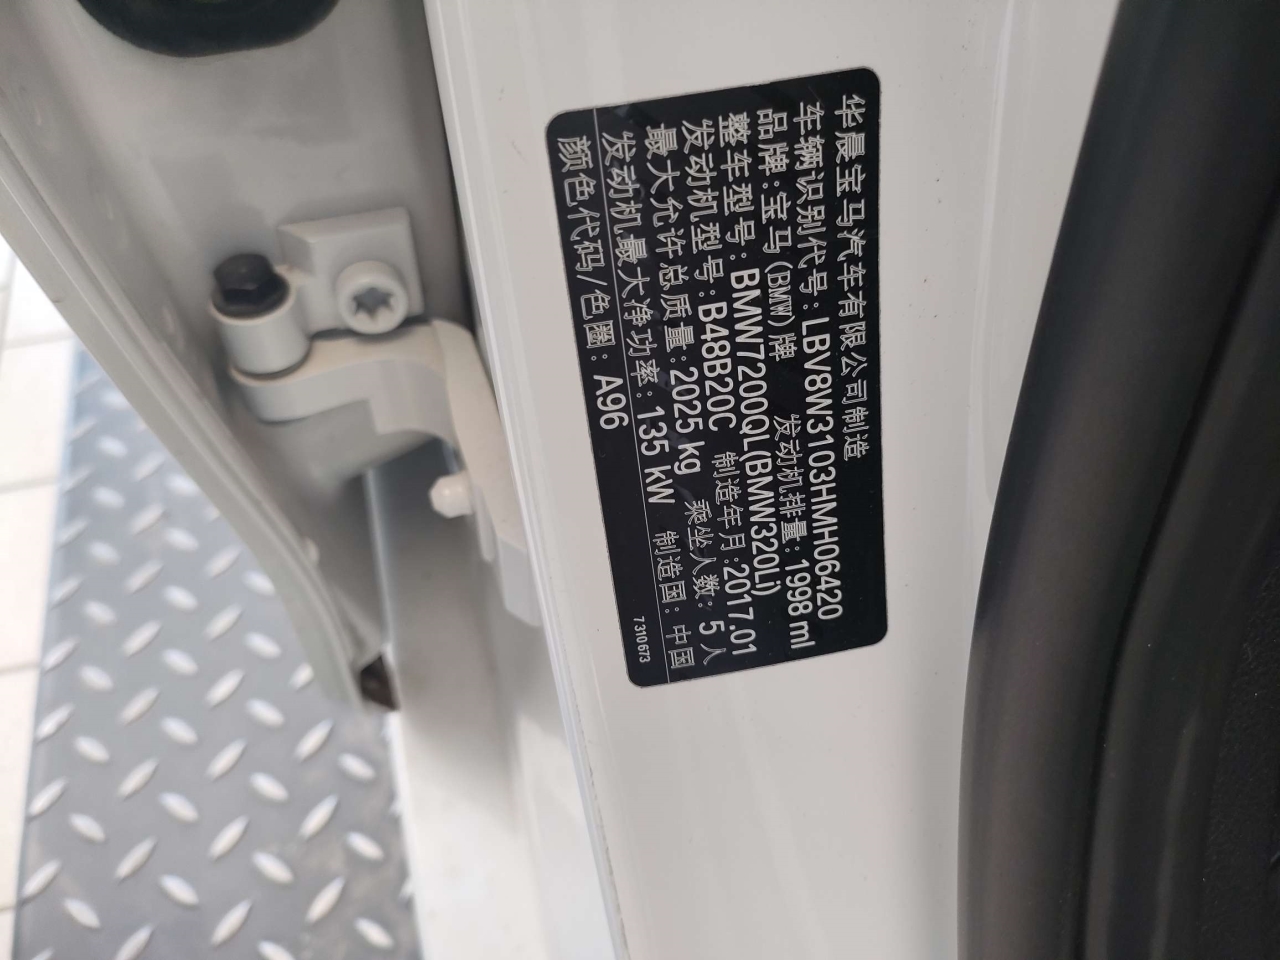 华晨宝马汽车有限公司制造
车辆识别代号：LBV8W3103HMH06420
品牌：宝马(BMW)牌 发动机排量：1998 ml
整车型号：BMW7200QL(BMW320Li)
发动机型号：B48B20C 制造年月：2017.01
最大允许总质量：2025 kg 乘坐人数：5人
发动机最大净功率：135 kW 制造国：中国
颜色代码/色圈：A96
7310673